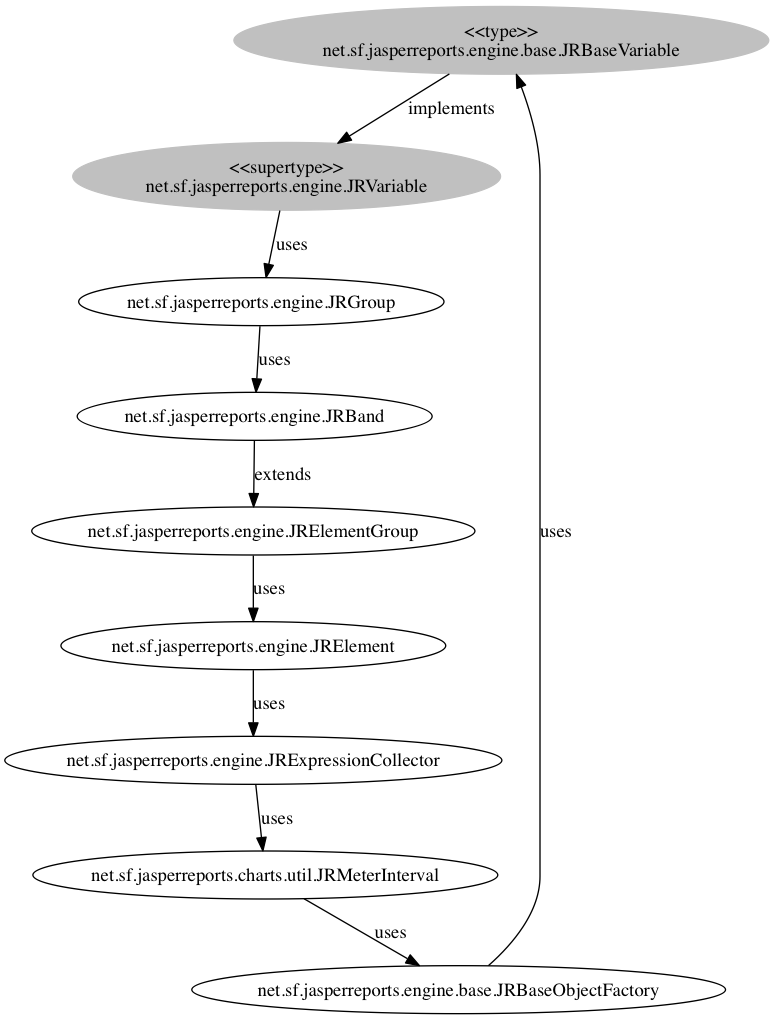 <<type>>
net.sf.jasperreports.engine.base.JRBaseVariable
implements
<<supertype>>
net.sf.jasperreports.engine.JRVariable
uses
net.sf.jasperreports.engine.JRGroup
uses
net.sf.jasperreports.engine.JRBand
extends
net.sf.jasperreports.engine.JRElementGroup
uses
uses
net.sf.jasperreports.engine.JRElement
uses
net.sf.jasperreports.engine.JRExpressionCollector
uses
net.sf.jasperreports.charts.util.JRMeterInterval
uses
net.sf.jasperreports.engine.base.JRBaseObjectFactory